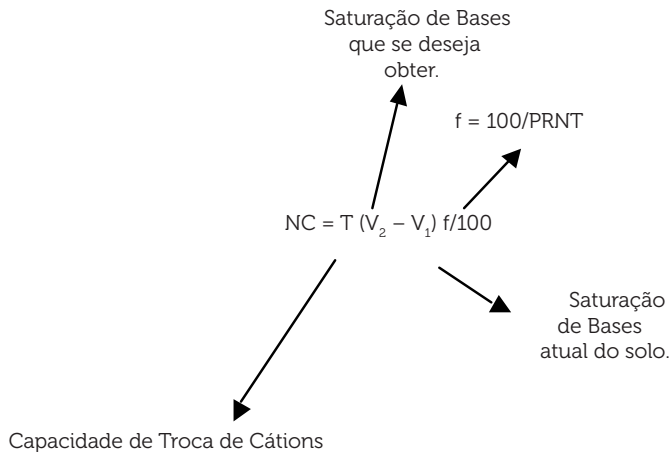 Saturação de Bases
que se deseja
obter.
f = 100/PRNT
NC = T (V₂ – V₁) f/100
Saturação
de Bases
atual do solo.
Capacidade de Troca de Cátions